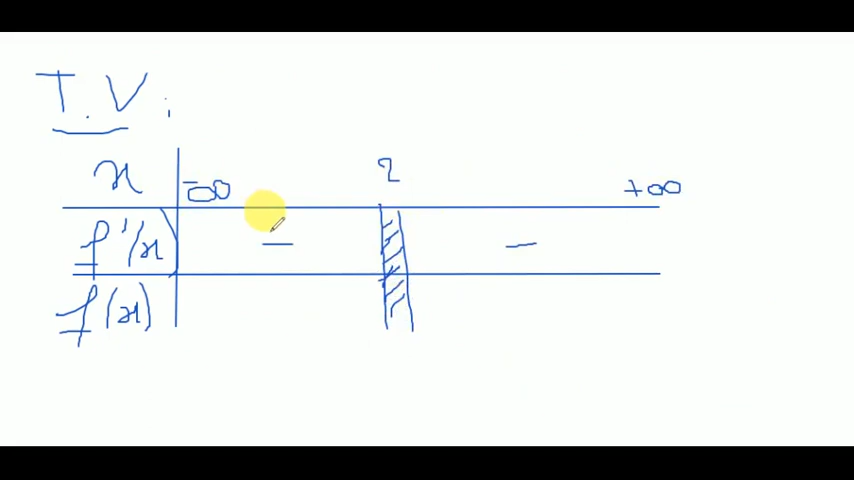 T.V.
x -∞ 2 +∞
f'(x) - -
f(x)